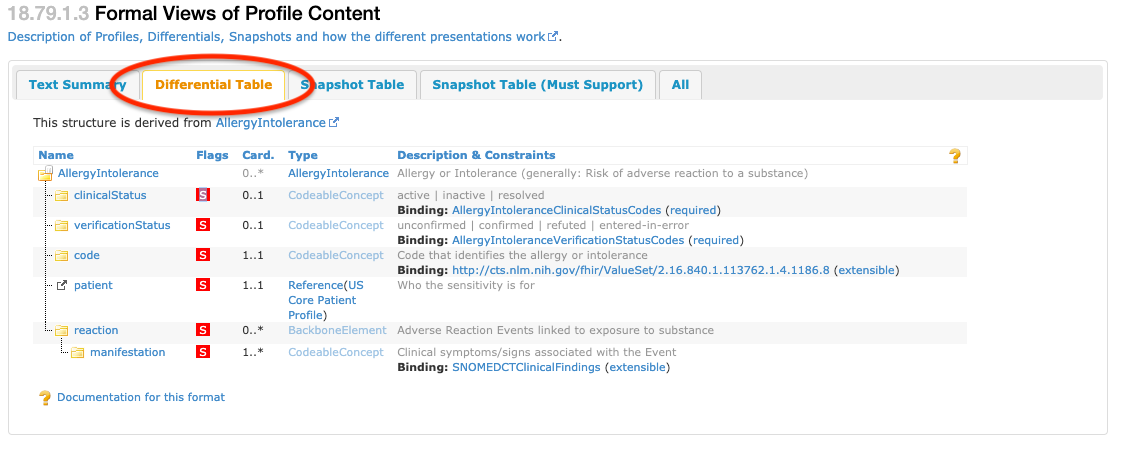 18.79.1.3 Formal Views of Profile Content
Description of Profiles, Differentials, Snapshots and how the different presentations work.
Text Summary Differential Table Snapshot Table Snapshot Table (Must Support) All
This structure is derived from AllergyIntolerance
Name Flags Card. Type Description & Constraints ?
AllergyIntolerance 0..* AllergyIntolerance Allergy or Intolerance (generally: Risk of adverse reaction to a substance)
clinicalStatus S 0..1 CodeableConcept active | inactive | resolved
Binding: AllergyIntoleranceClinicalStatusCodes (required)
verificationStatus S 0..1 CodeableConcept unconfirmed | confirmed | refuted | entered-in-error
Binding: AllergyIntoleranceVerificationStatusCodes (required)
code S 1..1 CodeableConcept Code that identifies the allergy or intolerance
Binding: http://cts.nlm.nih.gov/fhir/ValueSet/2.16.840.1.113762.1.4.1186.8 (extensible)
patient S 1..1 Reference(US Who the sensitivity is for
Core Patient
Profile)
reaction S 0..* BackboneElement Adverse Reaction Events linked to exposure to substance
manifestation S 1..* CodeableConcept Clinical symptoms/signs associated with the Event
Binding: SNOMEDCTClinicalFindings (extensible)
? Documentation for this format